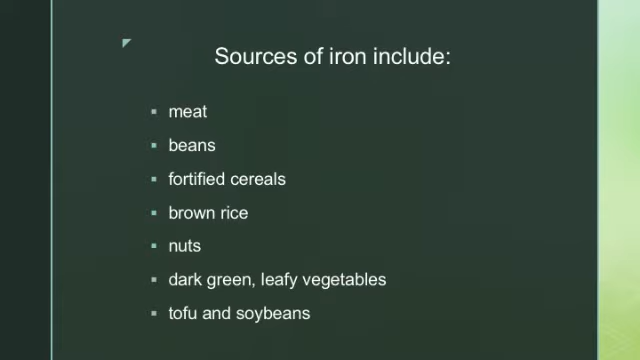 Sources of iron include:
meat
beans
fortified cereals
brown rice
nuts
dark green, leafy vegetables
tofu and soybeans